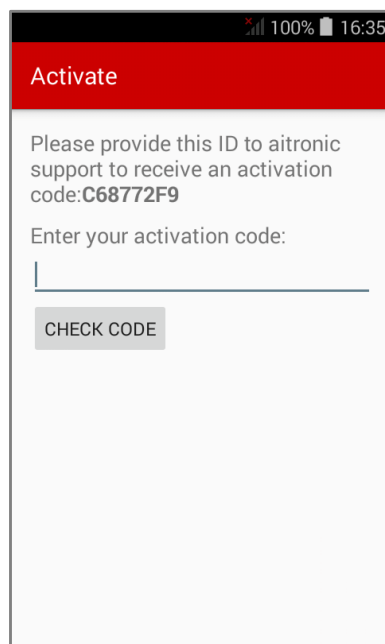 100% 16:35
Activate
Please provide this ID to aitronic
support to receive an activation
code:C68772F9
Enter your activation code:
CHECK CODE